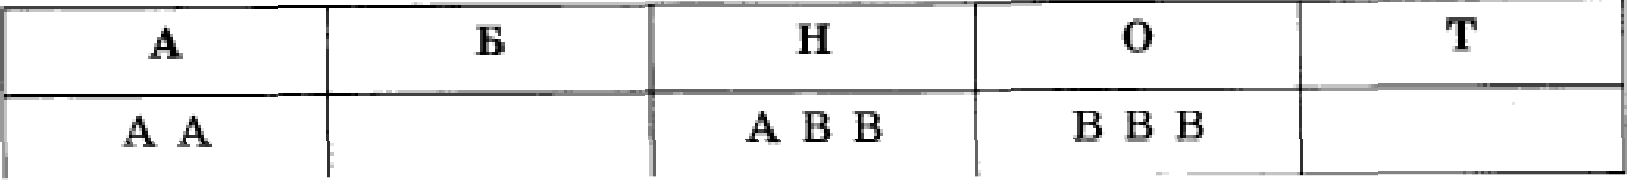 А Б Н О Т
А А А В В В В В